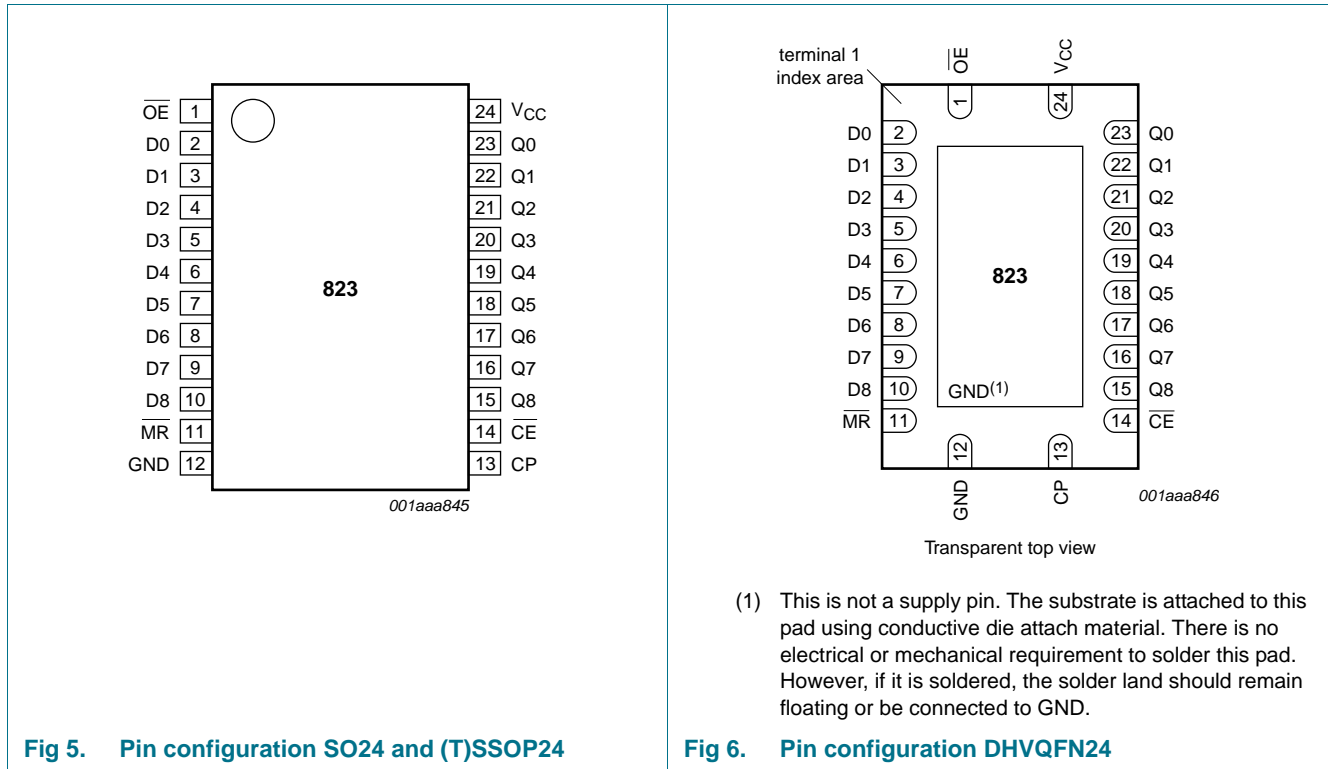 OE 1
D0 2
D1 3
D2 4
D3 5
D4 6
D5 7
D6 8
D7 9
D8 10
MR 11
GND 12
823
24 VCC
23 Q0
22 Q1
21 Q2
20 Q3
19 Q4
18 Q5
17 Q6
16 Q7
15 Q8
14 CE
13 CP
001aaa845
Fig 5. Pin configuration SO24 and (T)SSOP24
terminal 1
index area
OE
VCC
1
24
D0 2
D1 3
D2 4
D3 5
D4 6
D5 7
D6 8
D7 9
D8 10
MR 11
823
GND(1)
23 Q0
22 Q1
21 Q2
20 Q3
19 Q4
18 Q5
17 Q6
16 Q7
15 Q8
14 CE
12
13
GND
CP
001aaa846
Transparent top view
(1) This is not a supply pin. The substrate is attached to this
pad using conductive die attach material. There is no
electrical or mechanical requirement to solder this pad.
However, if it is soldered, the solder land should remain
floating or be connected to GND.
Fig 6. Pin configuration DHVQFN24